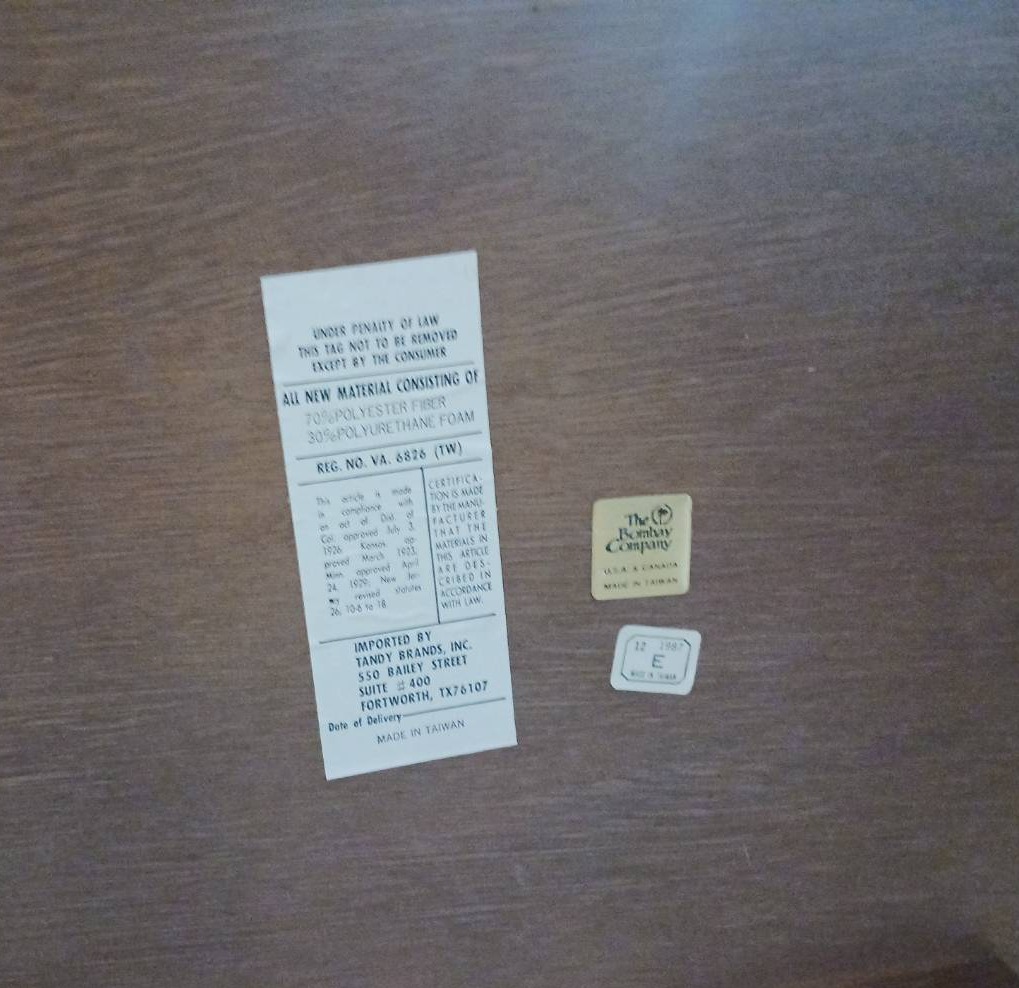 UNDER PENALTY OF LAW
THIS TAG NOT TO BE REMOVED
EXCEPT BY THE CONSUMER
ALL NEW MATERIAL CONSISTING OF
70%POLYESTER FIBER
30%POLYURETHANE FOAM
REG. NO. VA. 6826 (TW)
This article is made
in compliance with
an act of Dist. of
Col. approved July 3,
1926. Kansas ap-
proved March 1923.
Minn. approved April
24, 1929. New Jer-
revised statutes
26: 10-6 to 18.
CERTIFICA-
TION IS MADE
BY THE MANU-
FACTURER
THAT THE
MATERIALS IN
THIS ARTICLE
ARE DES-
CRIBED IN
ACCORDANCE
WITH LAW.
IMPORTED BY
TANDY BRANDS, INC.
550 BAILEY STREET
SUITE #400
FORTWORTH, TX76107
Date of Delivery
MADE IN TAIWAN
The
Bombay
Company
U.S.A. & CANADA
MADE IN TAIWAN
12 1987
E
MADE IN TAIWAN